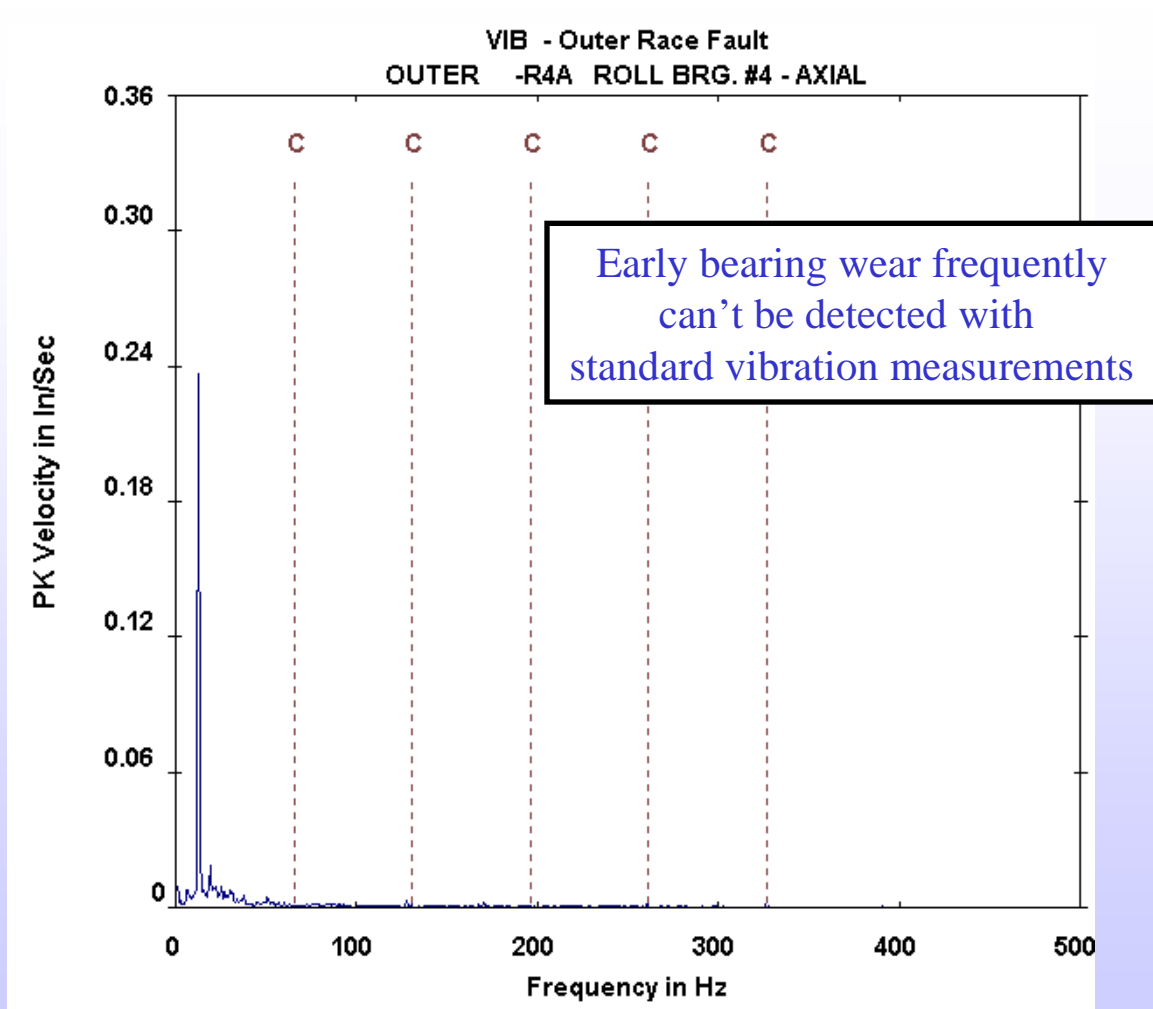 VIB - Outer Race Fault
OUTER -R4A ROLL BRG. #4 - AXIAL
0.36
C C C C C
0.30
Early bearing wear frequently
can’t be detected with
standard vibration measurements
0.24
PK Velocity in In/Sec
0.18
0.12
0.06
0
0 100 200 300 400 500
Frequency in Hz